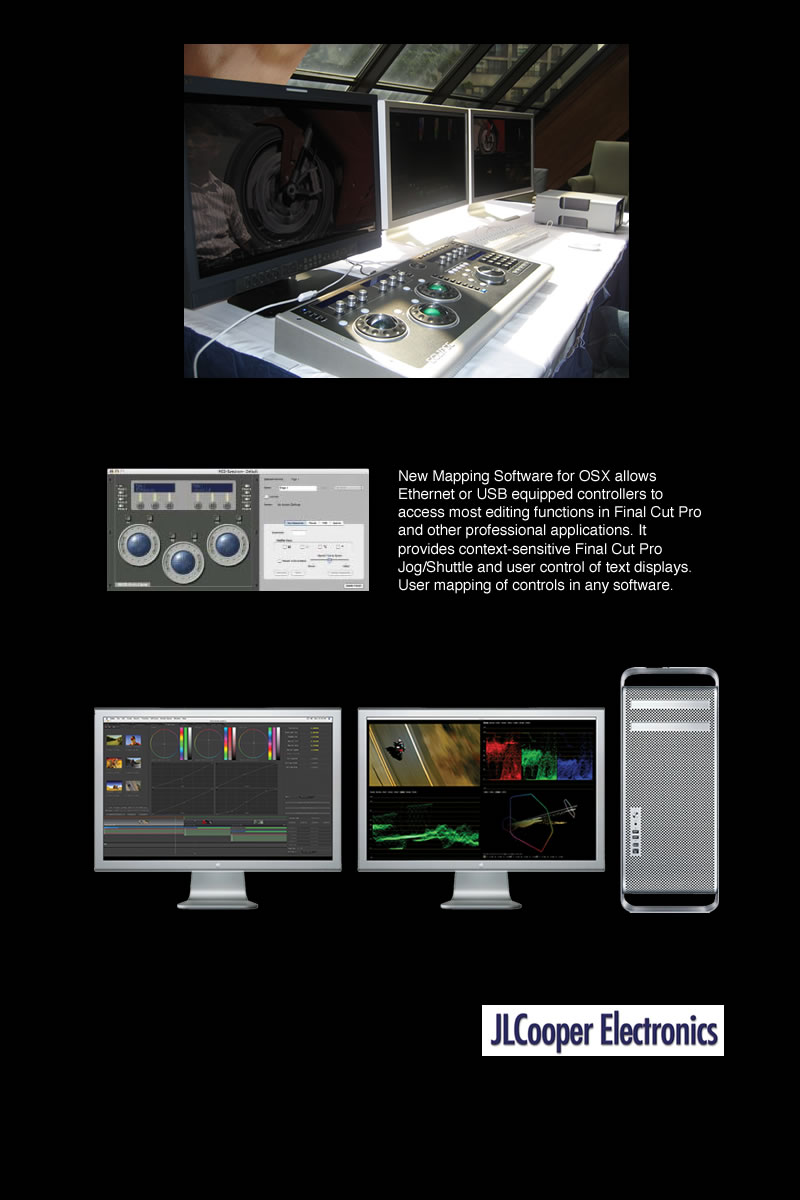 New Mapping Software for OSX allows
Ethernet or USB equipped controllers to
access most editing functions in Final Cut Pro
and other professional applications. It
provides context-sensitive Final Cut Pro
Jog/Shuttle and user control of text displays.
User mapping of controls in any software.
JLCooper Electronics